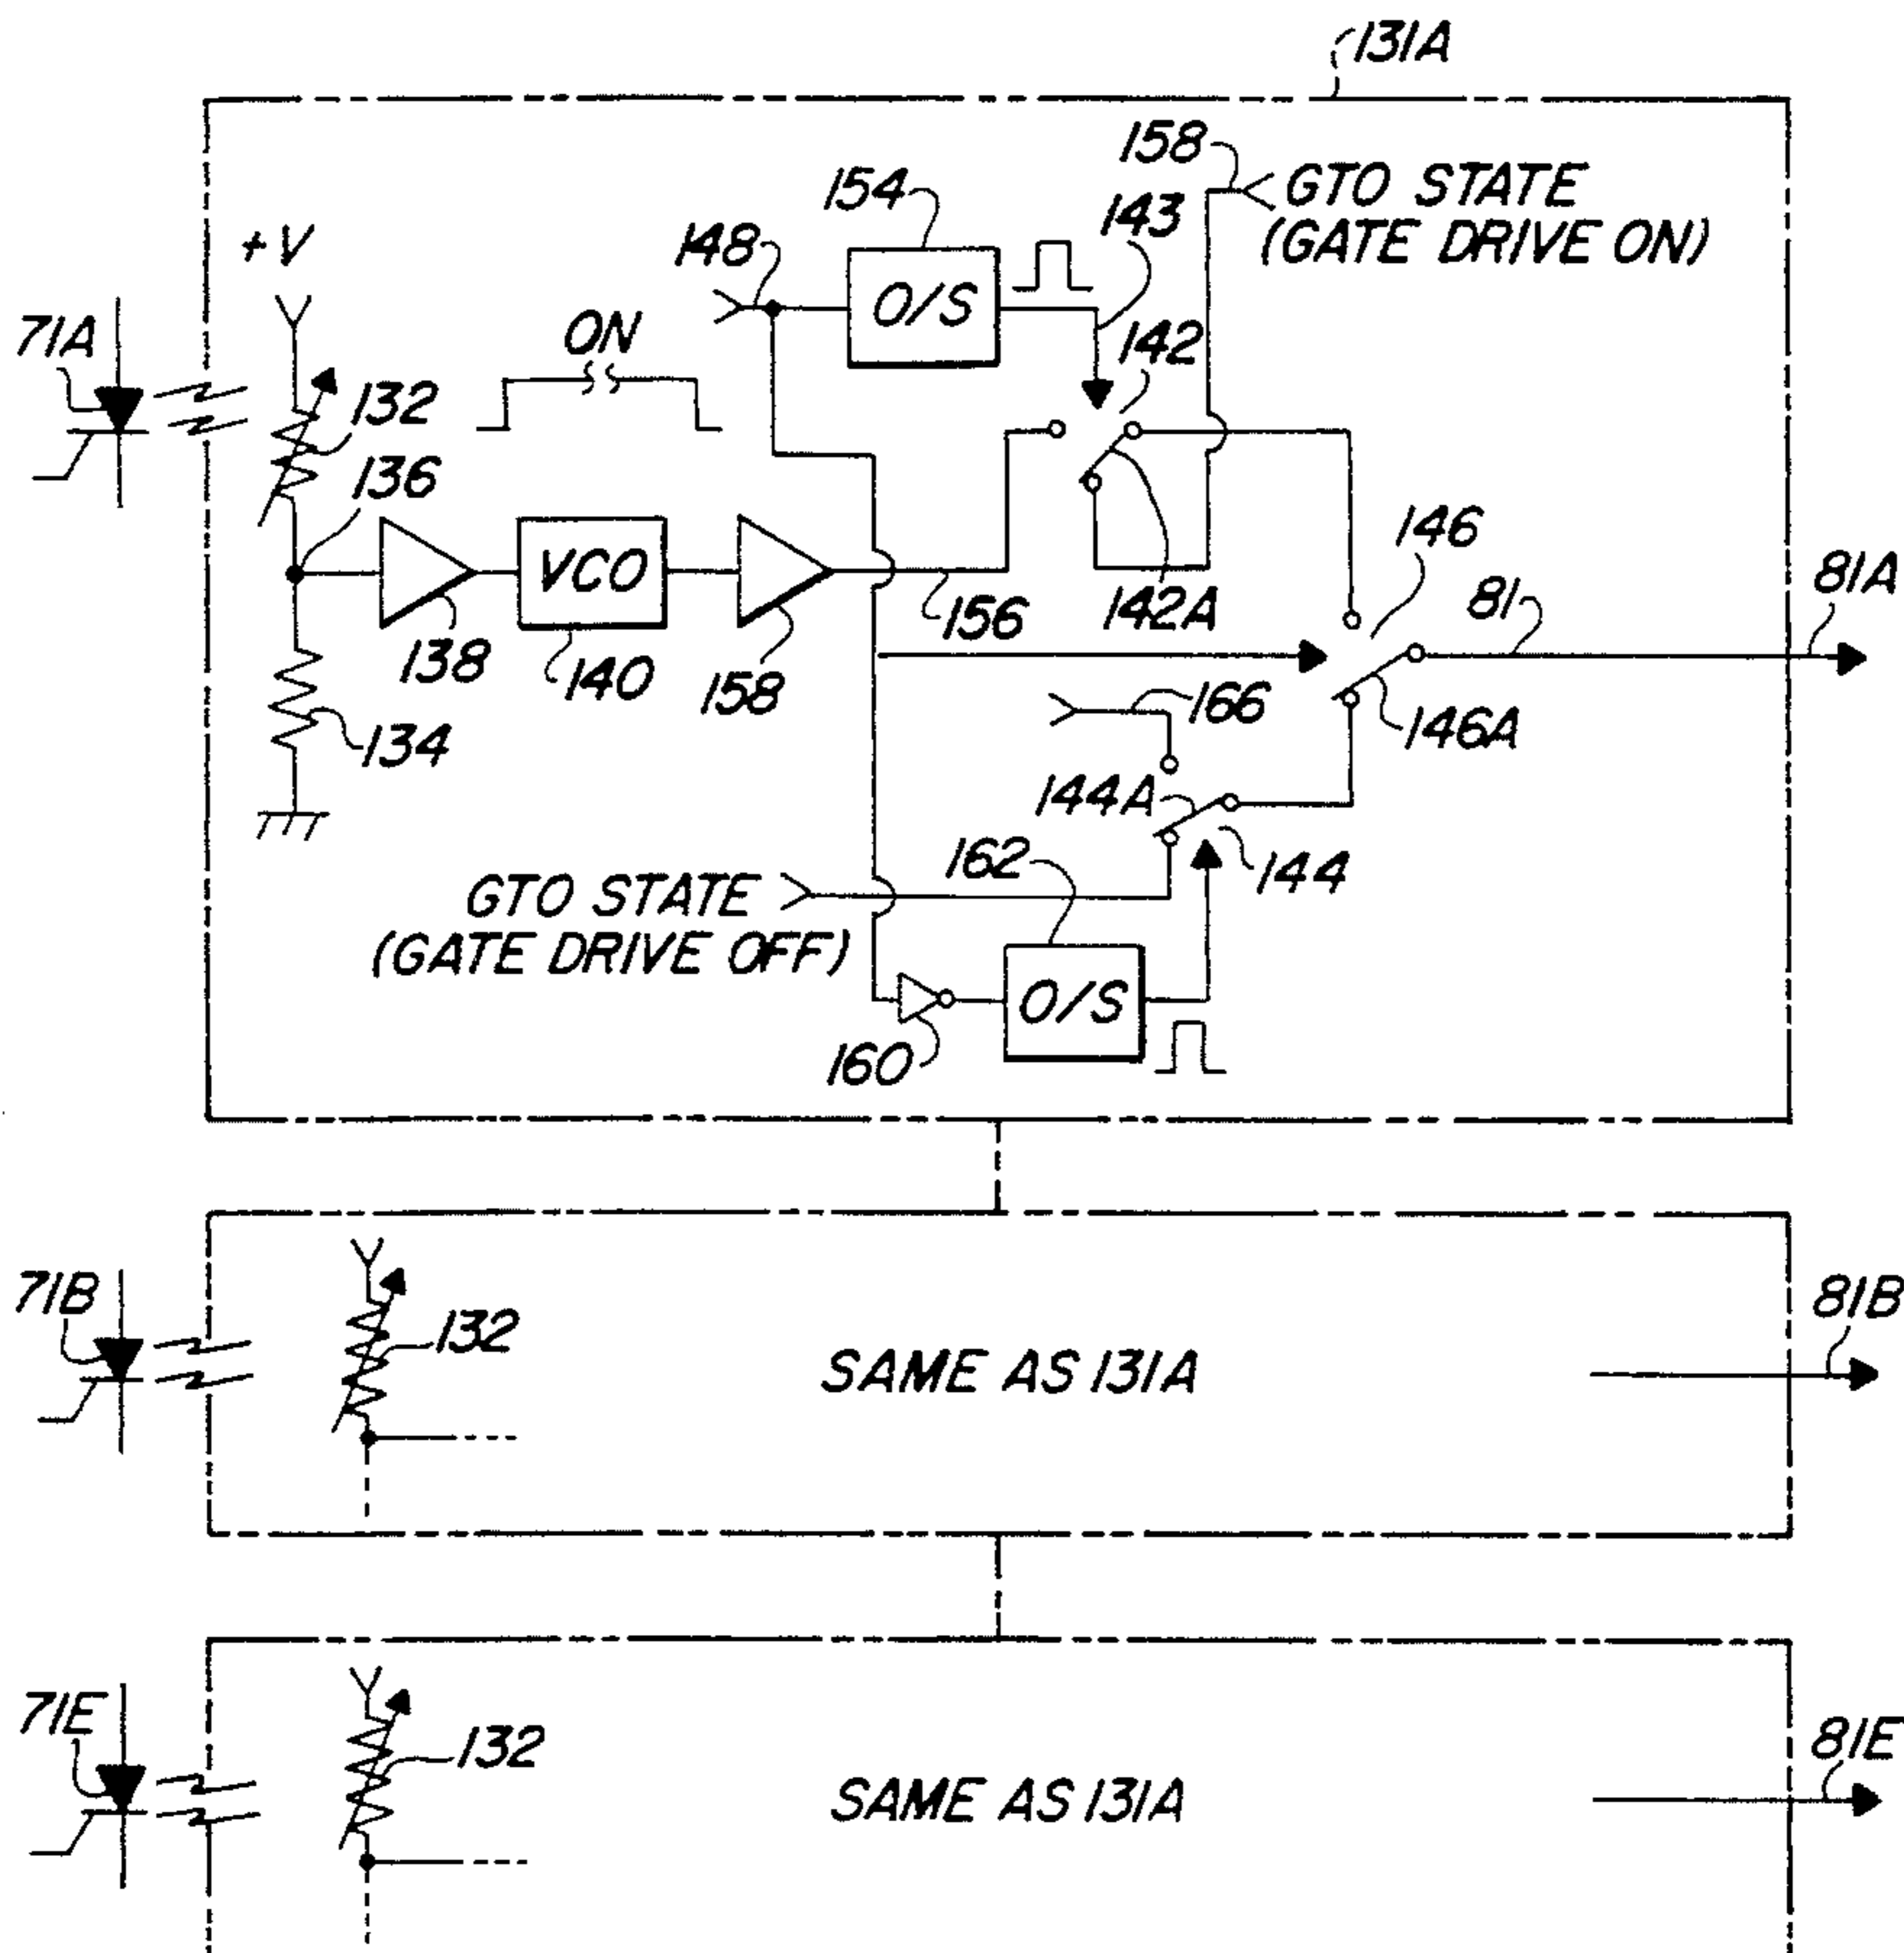 131A
158
GTO STATE
(GATE DRIVE ON)
154
143
148
O/S
+V
71A
ON
142
132
136
146
VCO
81
81A
142A
156
138
140
158
166
134
146A
144A
162
144
GTO STATE
(GATE DRIVE OFF)
O/S
160
71B
132
SAME AS 131A
81B
71E
132
SAME AS 131A
81E